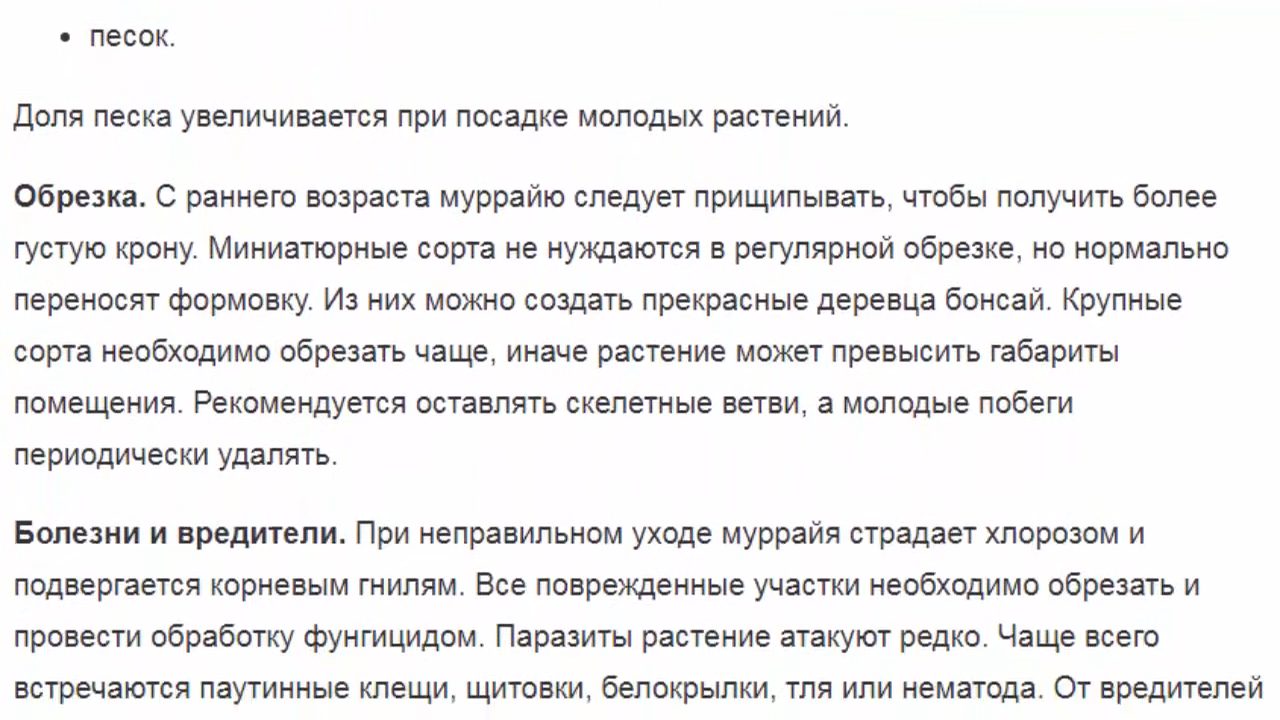 • песок.
Доля песка увеличивается при посадке молодых растений.
Обрезка. С раннего возраста муррайю следует прищипывать, чтобы получить более
густую крону. Миниатюрные сорта не нуждаются в регулярной обрезке, но нормально
переносят формовку. Из них можно создать прекрасные деревца бонсай. Крупные
сорта необходимо обрезать чаще, иначе растение может превысить габариты
помещения. Рекомендуется оставлять скелетные ветви, а молодые побеги
периодически удалять.
Болезни и вредители. При неправильном уходе муррайя страдает хлорозом и
подвергается корневым гнилям. Все поврежденные участки необходимо обрезать и
провести обработку фунгицидом. Паразиты растение атакуют редко. Чаще всего
встречаются паутинные клещи, щитовки, белокрылки, тля или нематода. От вредителей